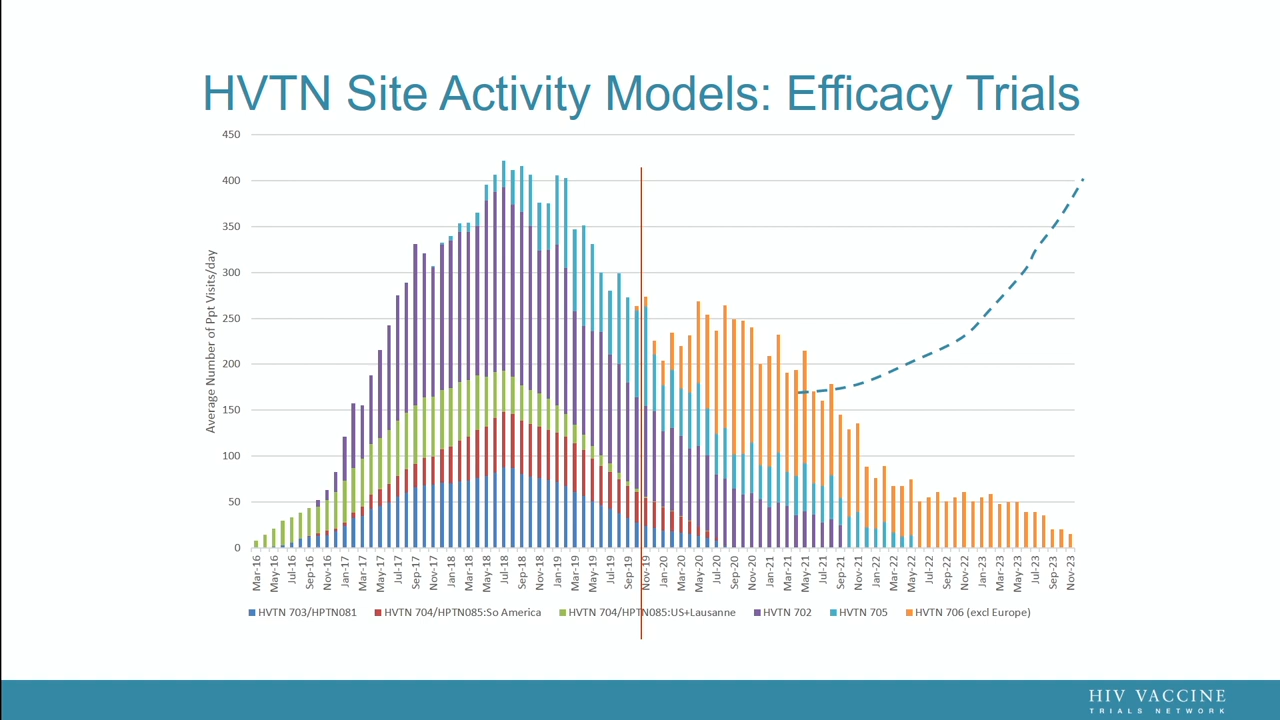 HVTN Site Activity Models: Efficacy Trials
450
400
350
300
250
200
150
100
50
0
Average Number of Ppt Visits/day
Mar-16
May-16
Jul-16
Sep-16
Nov-16
Jan-17
Mar-17
May-17
Jul-17
Sep-17
Nov-17
Jan-18
Mar-18
May-18
Jul-18
Sep-18
Nov-18
Jan-19
Mar-19
May-19
Jul-19
Sep-19
Nov-19
Jan-20
Mar-20
May-20
Jul-20
Sep-20
Nov-20
Jan-21
Mar-21
May-21
Jul-21
Sep-21
Nov-21
Jan-22
Mar-22
May-22
Jul-22
Sep-22
Nov-22
Jan-23
Mar-23
May-23
Jul-23
Sep-23
Nov-23
HVTN 703/HPTN081 HVTN 704/HPTN085:So America HVTN 704/HPTN085:US+Lausanne HVTN 702 HVTN 705 HVTN 706 (excl Europe)
HIV VACCINE
TRIALS NETWORK